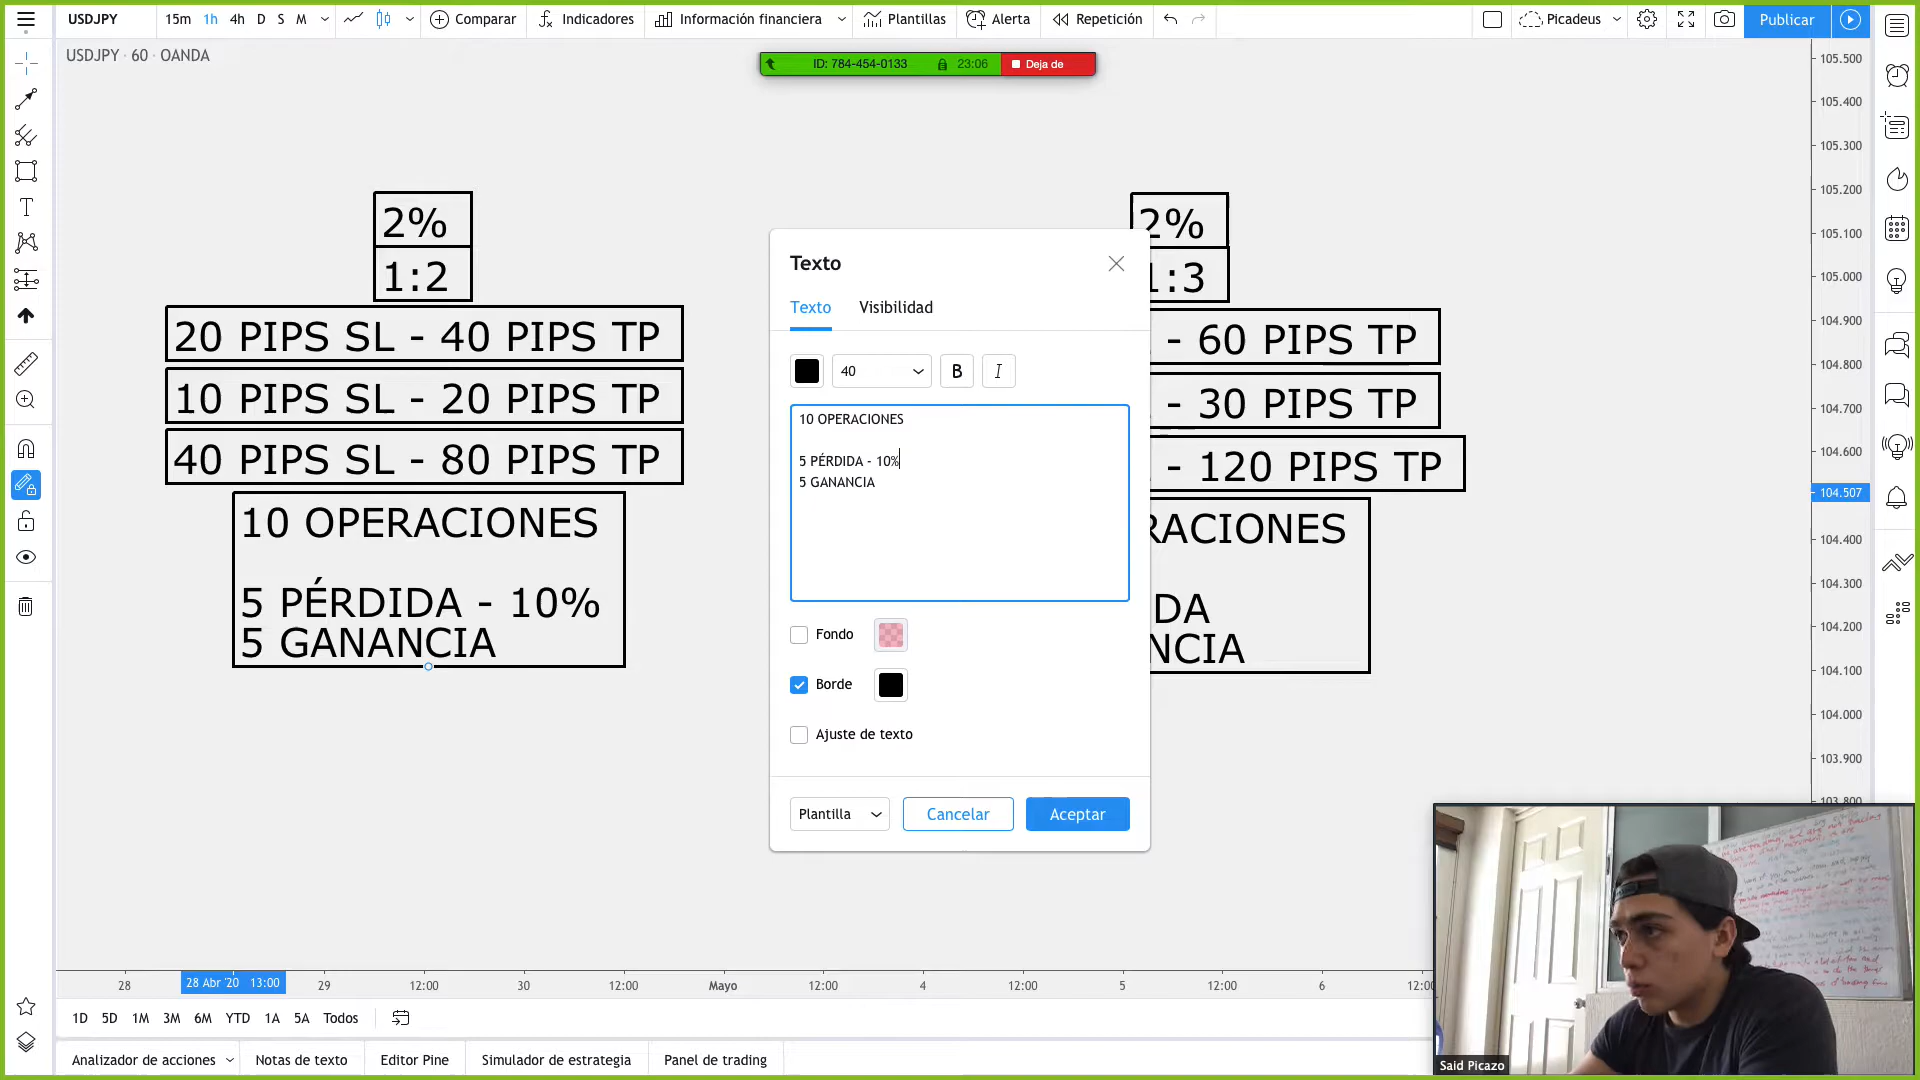 USDJPY 15m 1h 4h D S M Comparar Indicadores Información financiera Plantillas Alerta Repetición Picadeus Publicar
USDJPY · 60 · OANDA
ID: 784-454-0133 23:06 Deja de
2%
1:2
20 PIPS SL - 40 PIPS TP
10 PIPS SL - 20 PIPS TP
40 PIPS SL - 80 PIPS TP
10 OPERACIONES
5 PÉRDIDA - 10%
5 GANANCIA
Texto
Texto Visibilidad
40 B I
10 OPERACIONES
5 PÉRDIDA - 10%
5 GANANCIA
Fondo
Borde
Ajuste de texto
Plantilla Cancelar Aceptar
2%
1:3
- 60 PIPS TP
- 30 PIPS TP
- 120 PIPS TP
RACIONES
DA
NCIA
105.500
105.400
105.300
105.200
105.100
105.000
104.900
104.800
104.700
104.600
104.507
104.400
104.300
104.200
104.100
104.000
103.900
103.800
28 28 Abr '20 13:00 29 12:00 30 12:00 Mayo 12:00 4 12:00 5 12:00 6 12:00
1D 5D 1M 3M 6M YTD 1A 5A Todos
Analizador de acciones Notas de texto Editor Pine Simulador de estrategia Panel de trading
Said Picazo